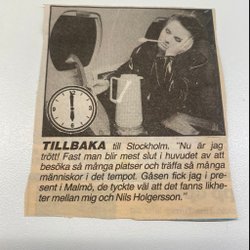 TILLBAKA till Stockholm. "Nu är jag
trött! Fast man blir mest slut i huvudet av att
besöka så många platser och träffa så många
människor i det tempot. Gåsen fick jag i pre-
sent i Malmö, de tyckte väl att det fanns likhe-
ter mellan mig och Nils Holgersson."